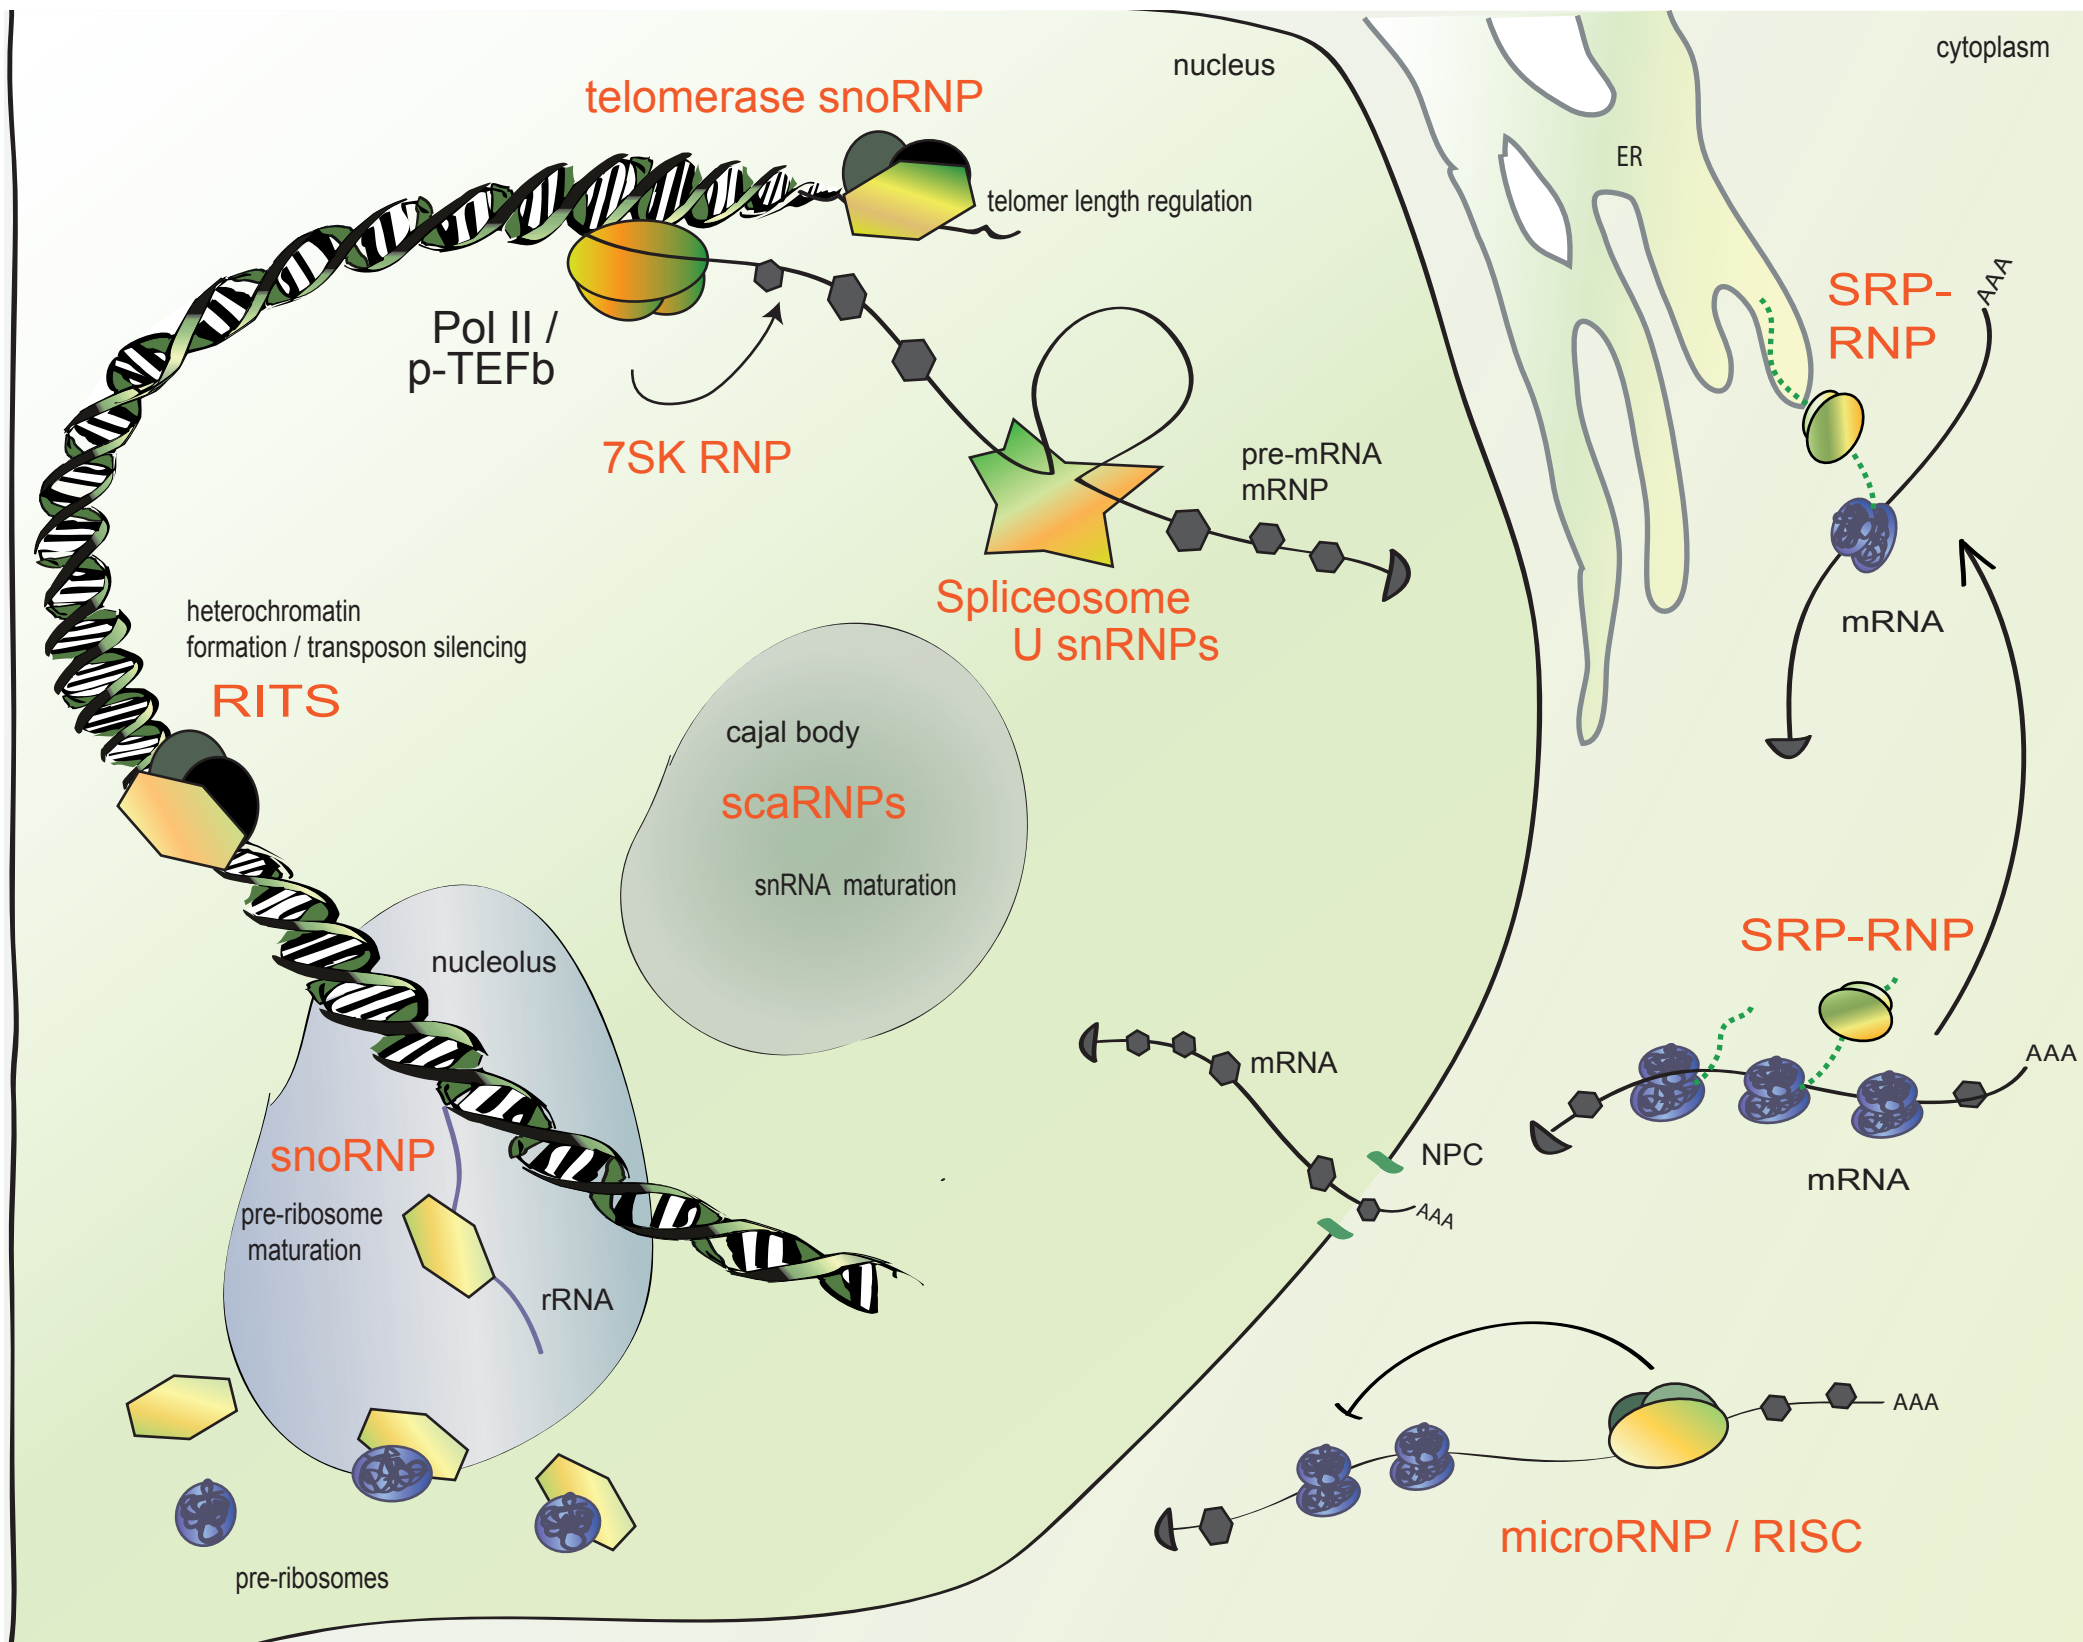 nucleus
cytoplasm
telomerase snoRNP
telomer length regulation
ER
Pol II /
p-TEFb
7SK RNP
pre-mRNA
mRNP
Spliceosome
U snRNPs
SRP-
RNP
AAA
mRNA
heterochromatin
formation / transposon silencing
RITS
cajal body
scaRNPs
snRNA maturation
nucleolus
snoRNP
pre-ribosome
maturation
rRNA
pre-ribosomes
mRNA
NPC
AAA
SRP-RNP
AAA
mRNA
AAA
microRNP / RISC